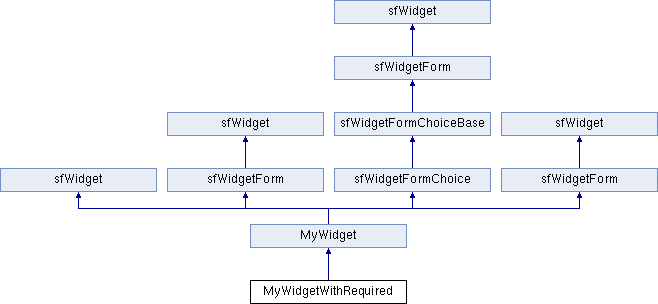 sfWidget
sfWidgetForm
sfWidget sfWidgetFormChoiceBase sfWidget
sfWidget sfWidgetForm sfWidgetFormChoice sfWidgetForm
MyWidget
MyWidgetWithRequired